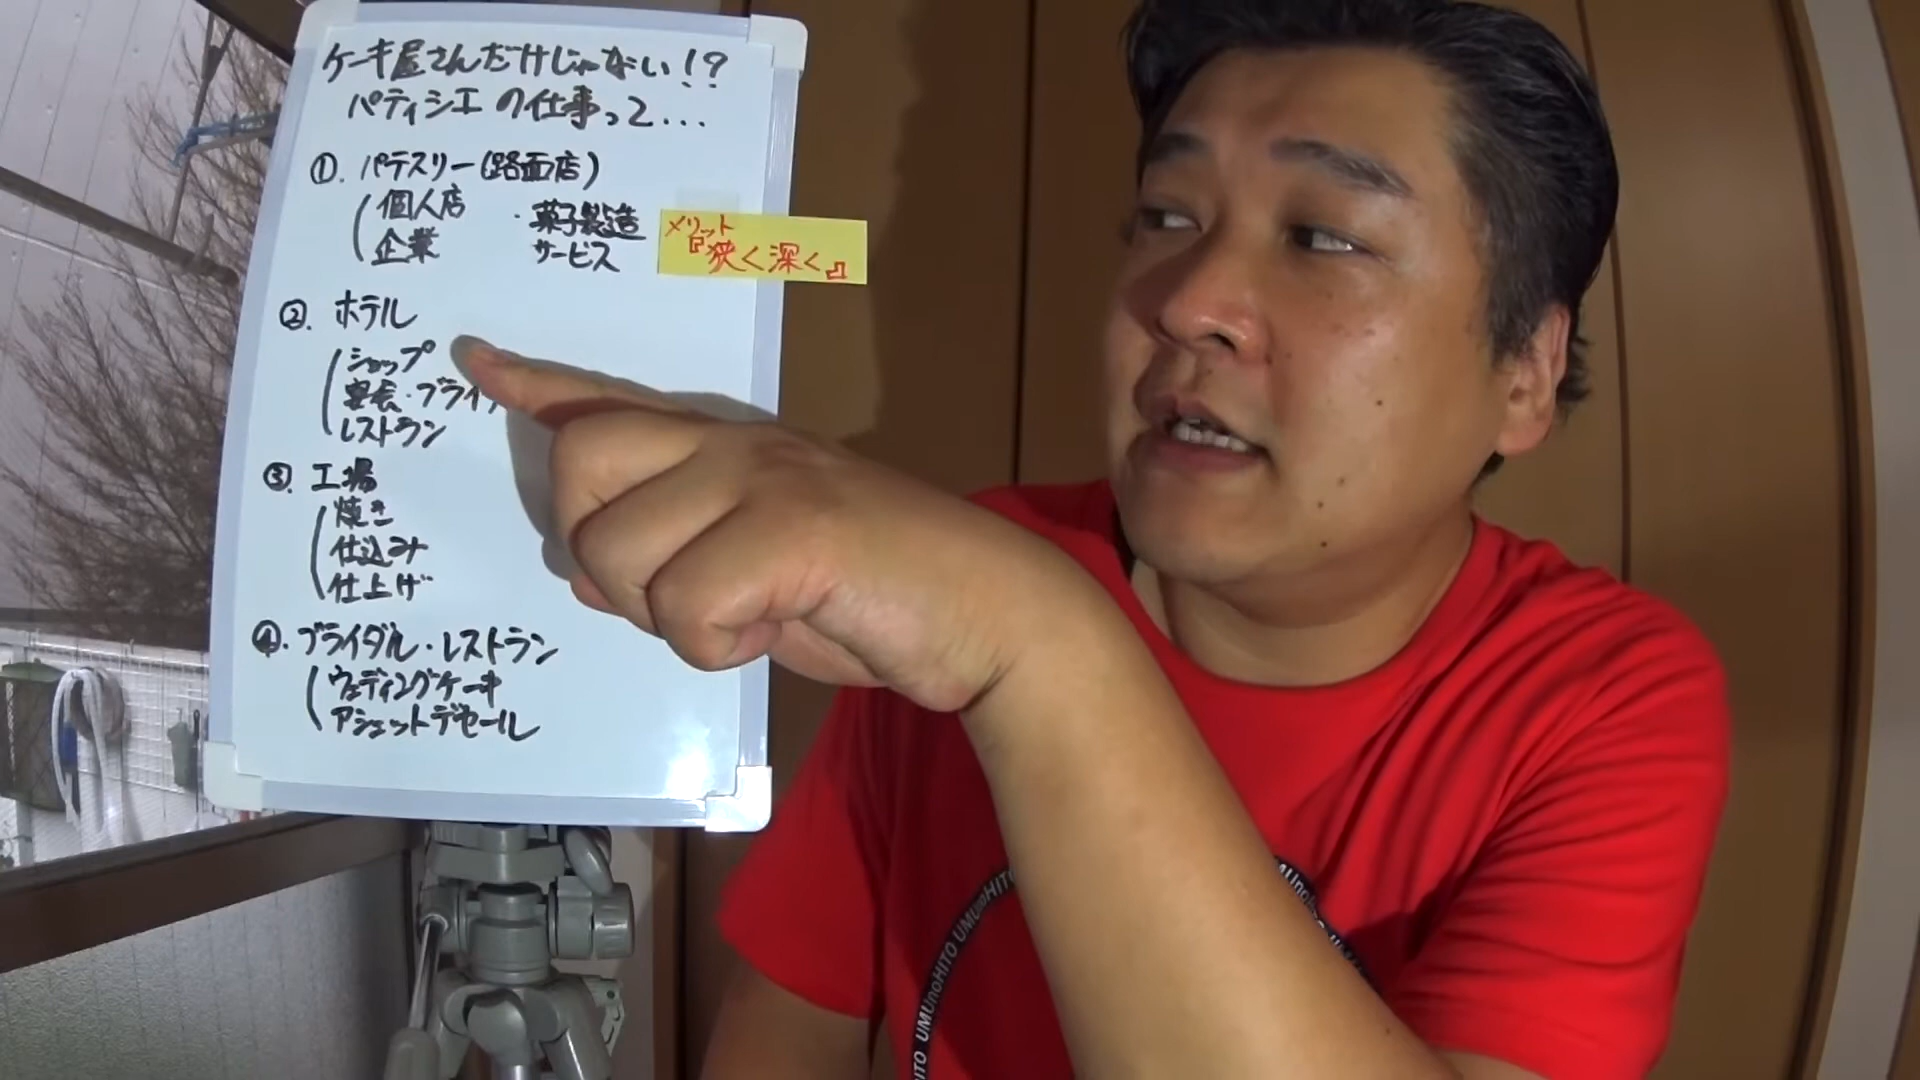 ケーキ屋さんだけじゃない!?
パティシエの仕事って...
①. パテスリー(路面店)
個人店
企業
・菓子製造
サービス
メリット
『狭く深く』
②. ホテル
ショップ
宴会・ブライ
レストラン
③. 工場
焼き
仕込み
仕上げ
④. ブライダル・レストラン
ウェディングケーキ
アシェットデセール
UMUnoHITO UMUnoHITO